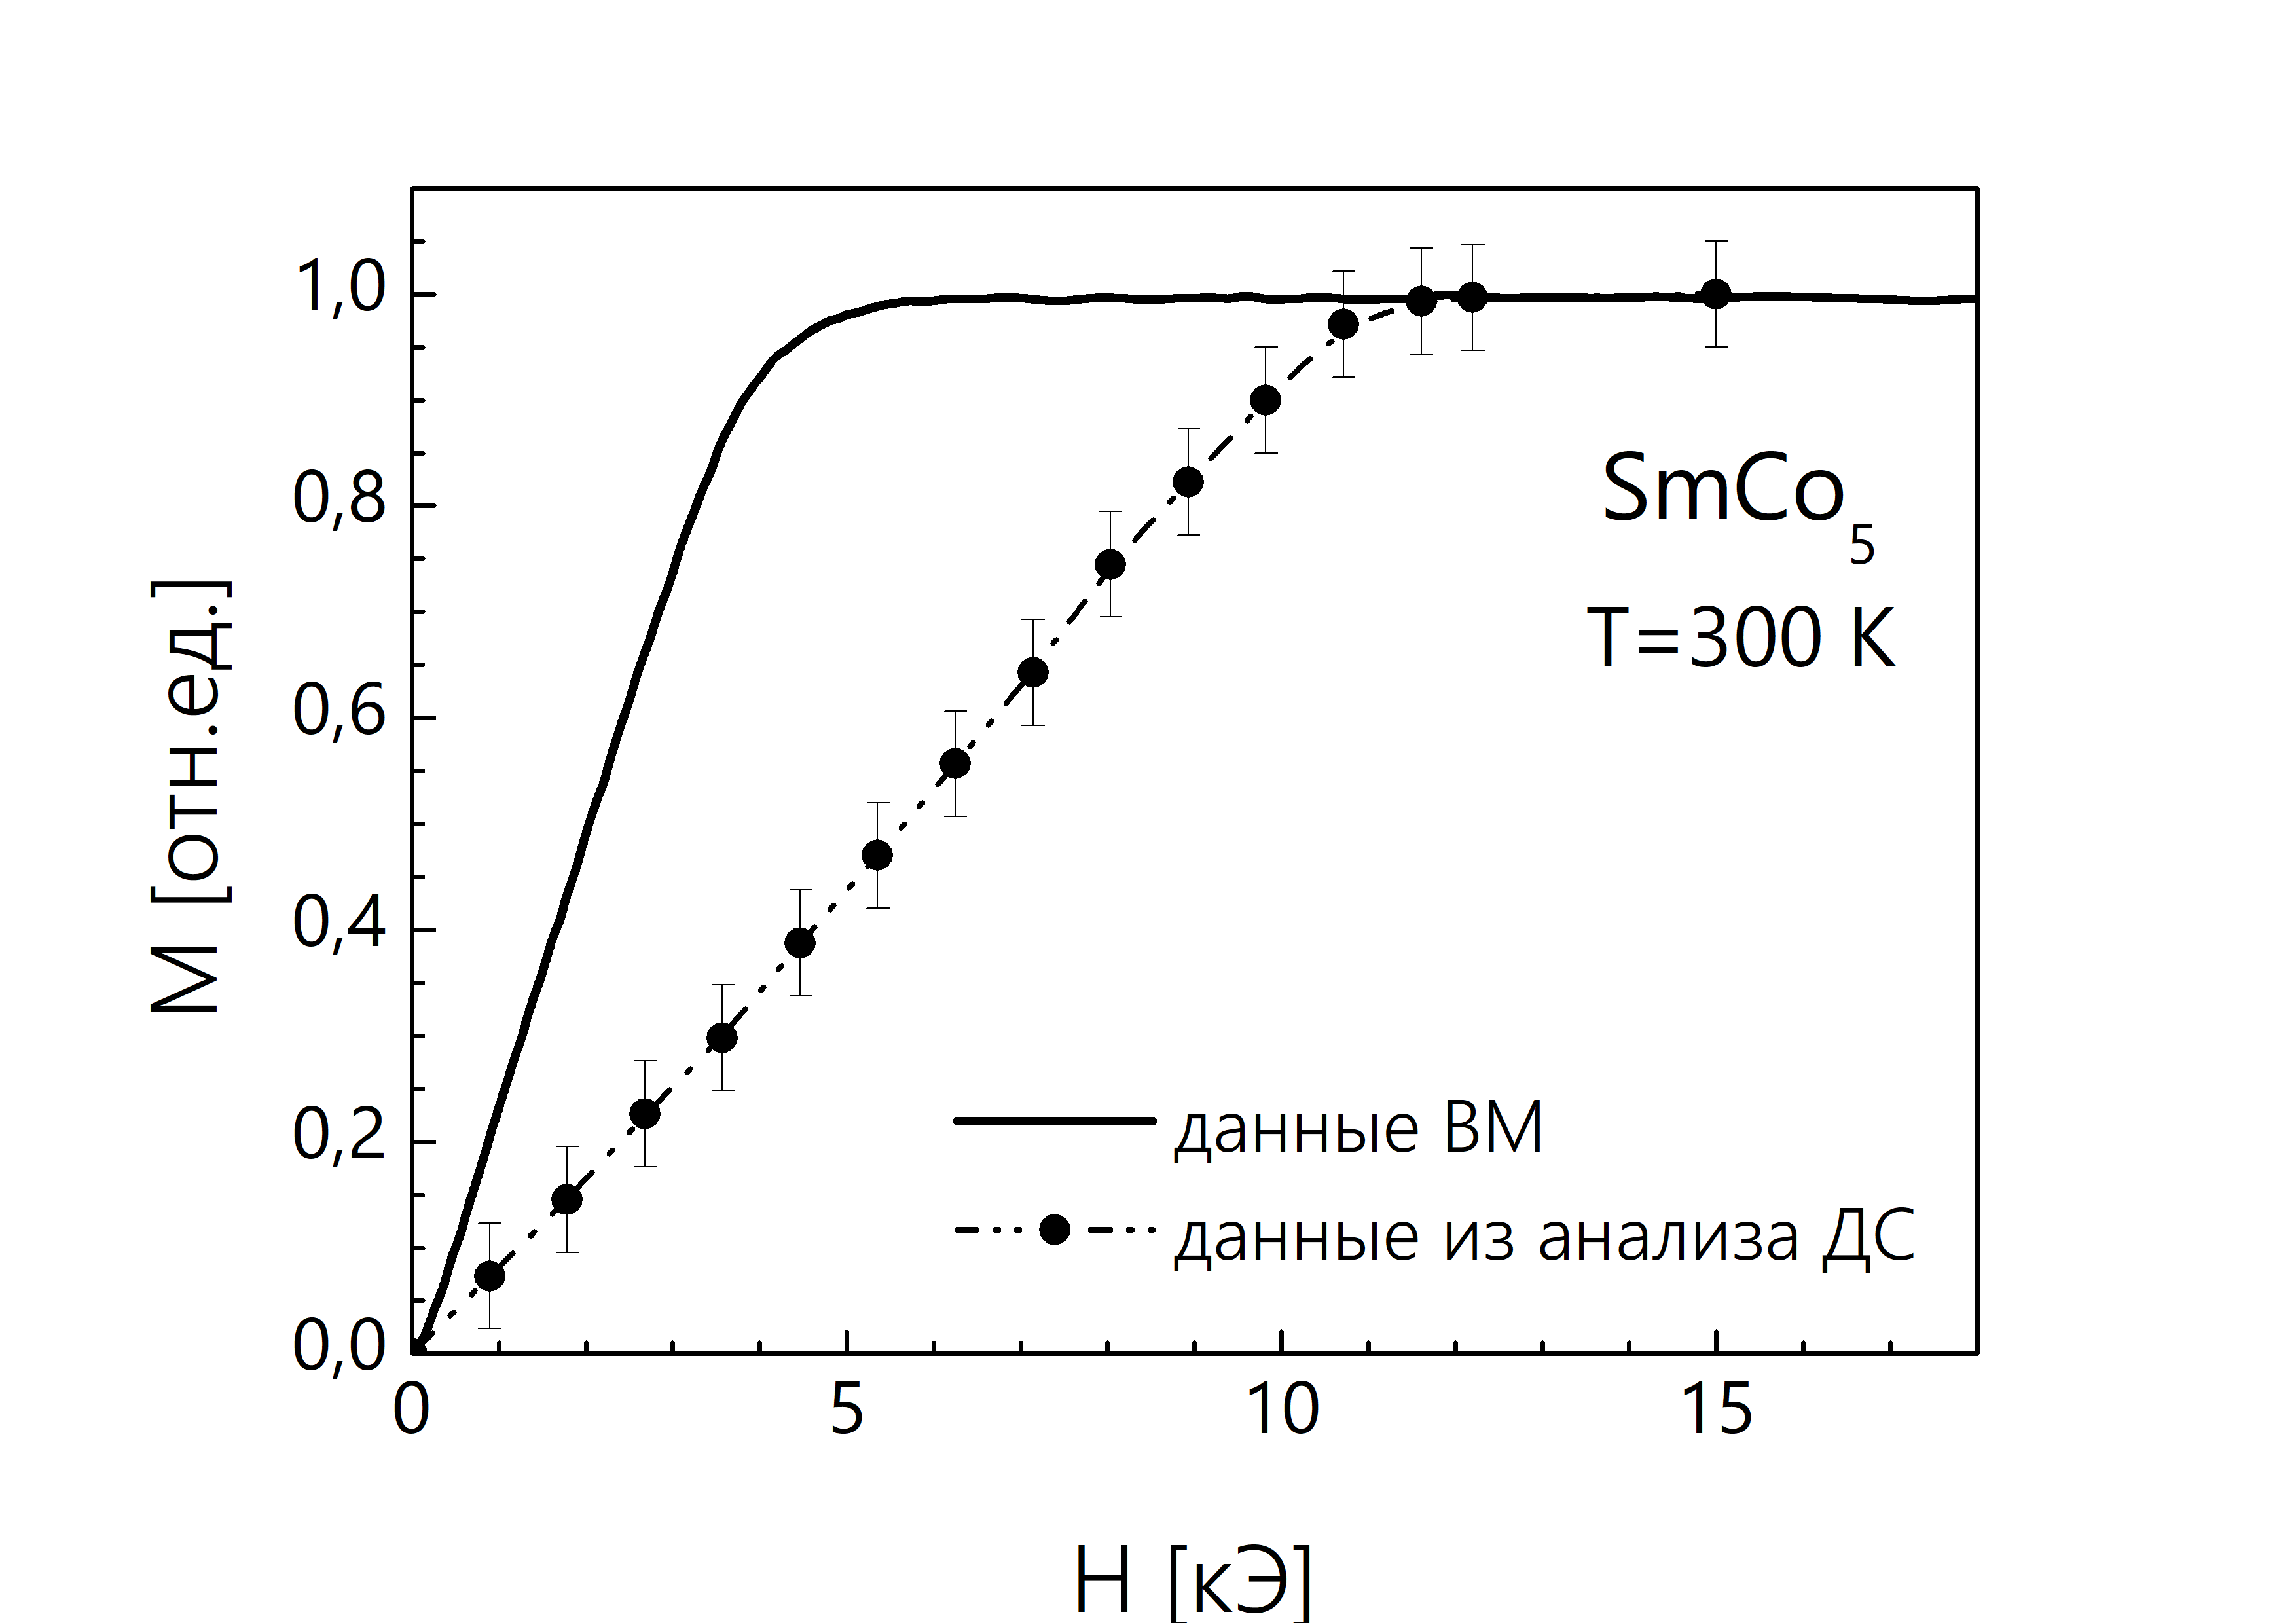 1,0
0,8
0,6
0,4
0,2
0,0
М [отн.ед.]
SmCo5
T=300 K
данные ВМ
данные из анализа ДС
0 5 10 15
Н [кЭ]